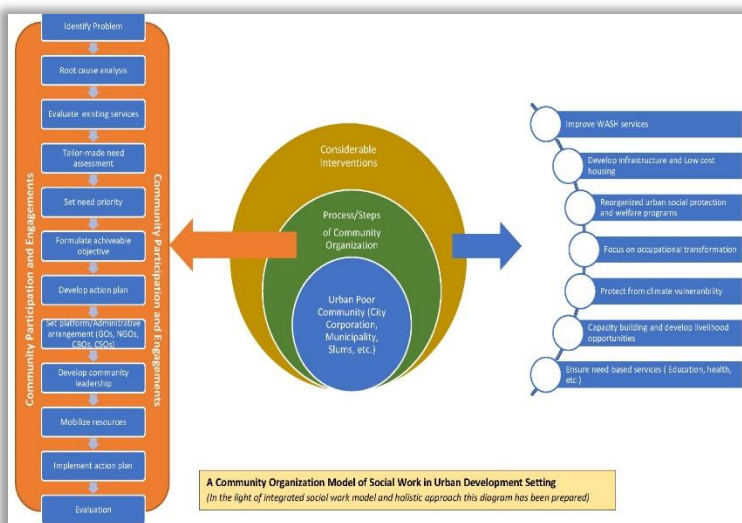 Identify Problem
Root cause analysis
Evaluate existing services
Tailor-made need
assessment
Set need priority
Formulate achiveable
objective
Develop action plan
Set platform/Administrative
arrangement (GOs, NGOs,
CBOs, CSOs)
Develop community
leadership
Mobilize resources
Implement action plan
Evaluation
Community Participation and Engagements
Community Participation and Engagements
Considerable
Interventions
Process/Steps
of Community
Organization
Urban Poor
Community (City
Corporation,
Municipality,
Slums, etc.)
Improve WASH services
Develop infrastructure and Low cost
housing
Reorganized urban social protection
and welfare programs
Focus on occupational transformation
Protect from climate vulnerability
Capacity building and develop livelihood
opportunities
Ensure need based services ( Education, health,
etc.)
A Community Organization Model of Social Work in Urban Development Setting
(In the light of integrated social work model and holistic approach this diagram has been prepared)